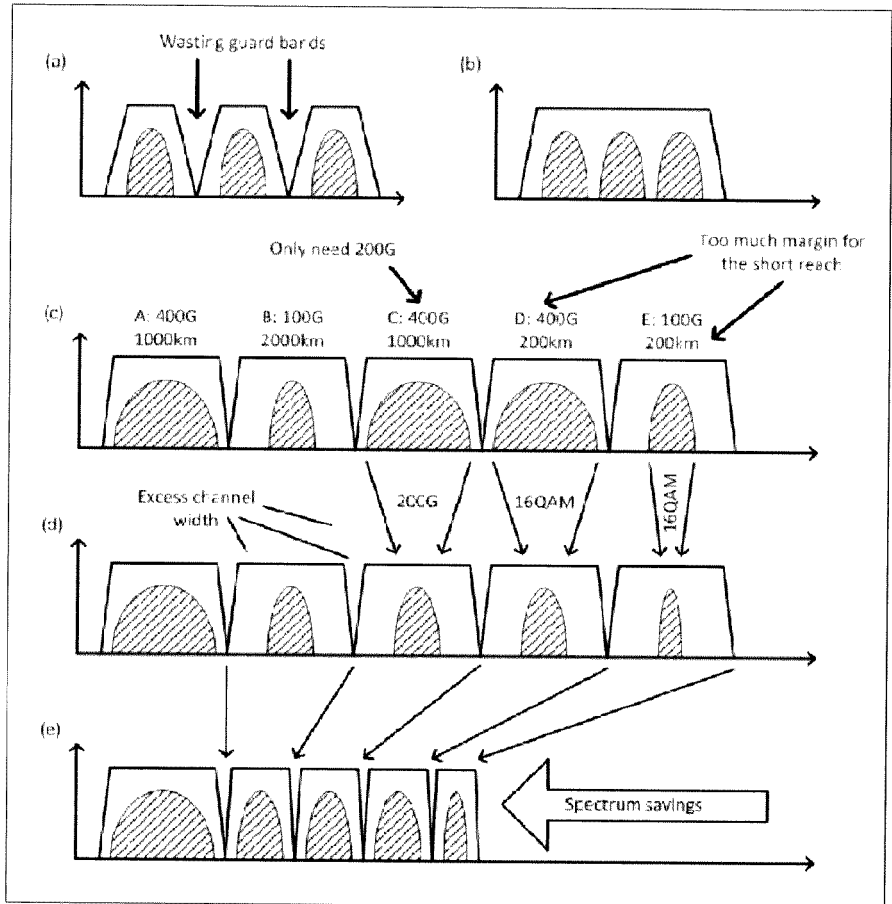 Wasting guard bands
(a)
(b)
Only need 200G
Too much margin for
the short reach
(c)
A: 400G
1000km
B: 100G
2000km
C: 400G
1000km
D: 400G
200km
E: 100G
200km
200G
16QAM
16QAM
Excess channel
width
(d)
(e)
Spectrum savings